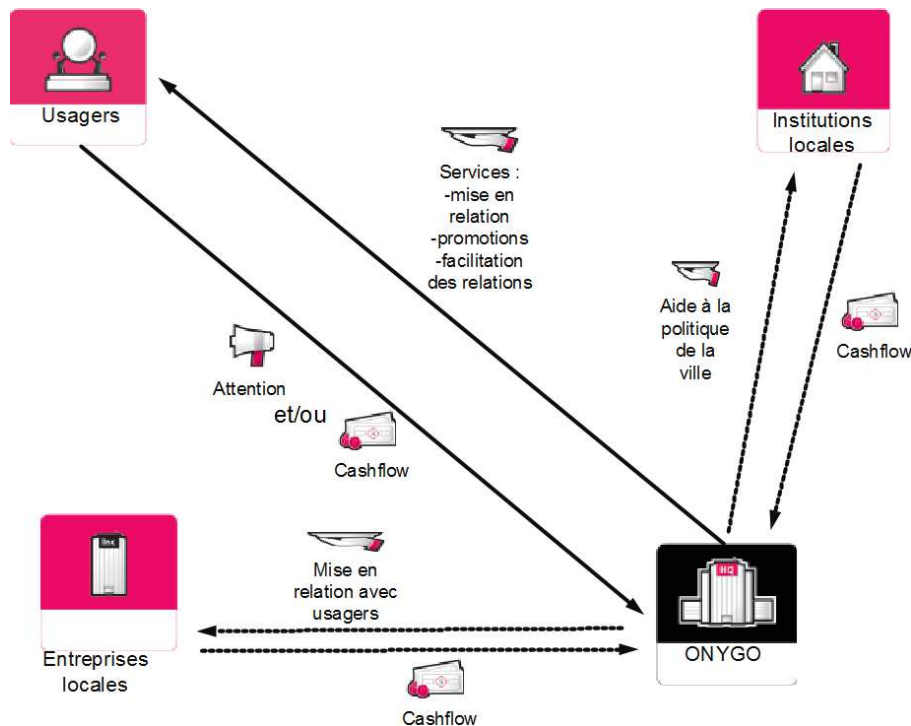 Usagers
Institutions
locales
Services :
-mise en
relation
-promotions
-facilitation
des relations
Aide à la
politique
de la
ville
Cashflow
Attention
et/ou
Cashflow
Mise en
relation avec
usagers
HQ
Entreprises
locales
ONYGO
Cashflow